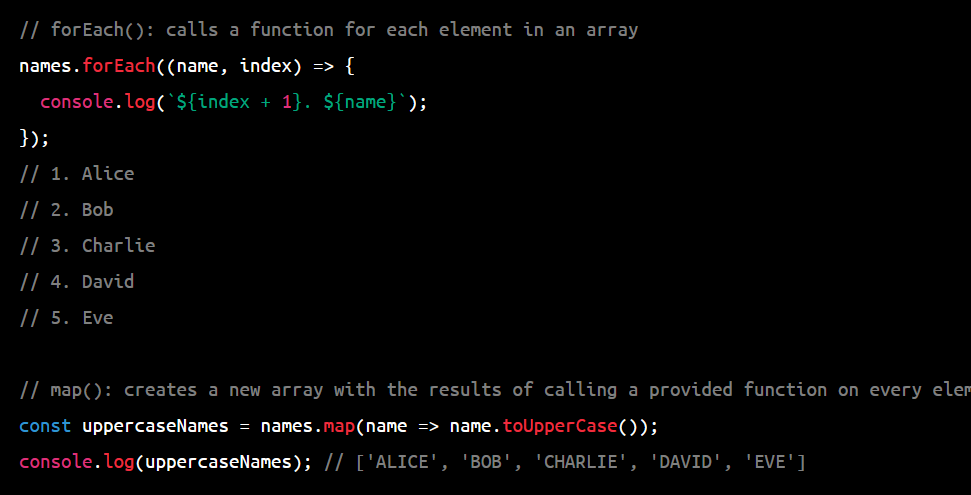 // forEach(): calls a function for each element in an array
names.forEach((name, index) => {
  console.log(`${index + 1}. ${name}`);
});
// 1. Alice
// 2. Bob
// 3. Charlie
// 4. David
// 5. Eve
// map(): creates a new array with the results of calling a provided function on every elem
const uppercaseNames = names.map(name => name.toUpperCase());
console.log(uppercaseNames); // ['ALICE', 'BOB', 'CHARLIE', 'DAVID', 'EVE']